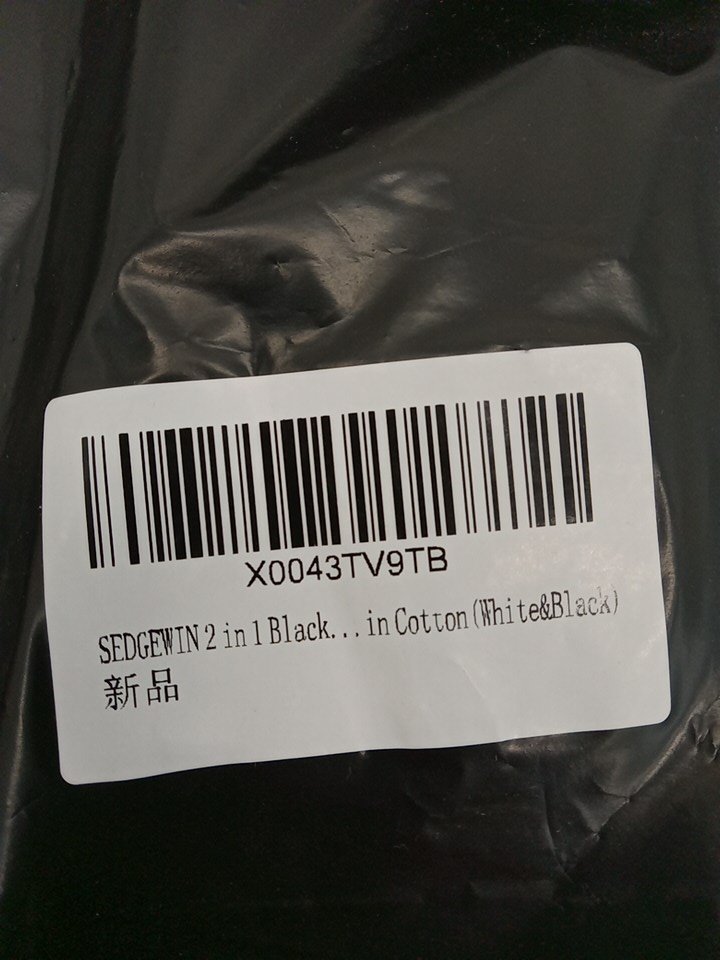 X0043TV9TB
SEDGEWIN 2 in 1 Black... in Cotton(White&Black)
新品